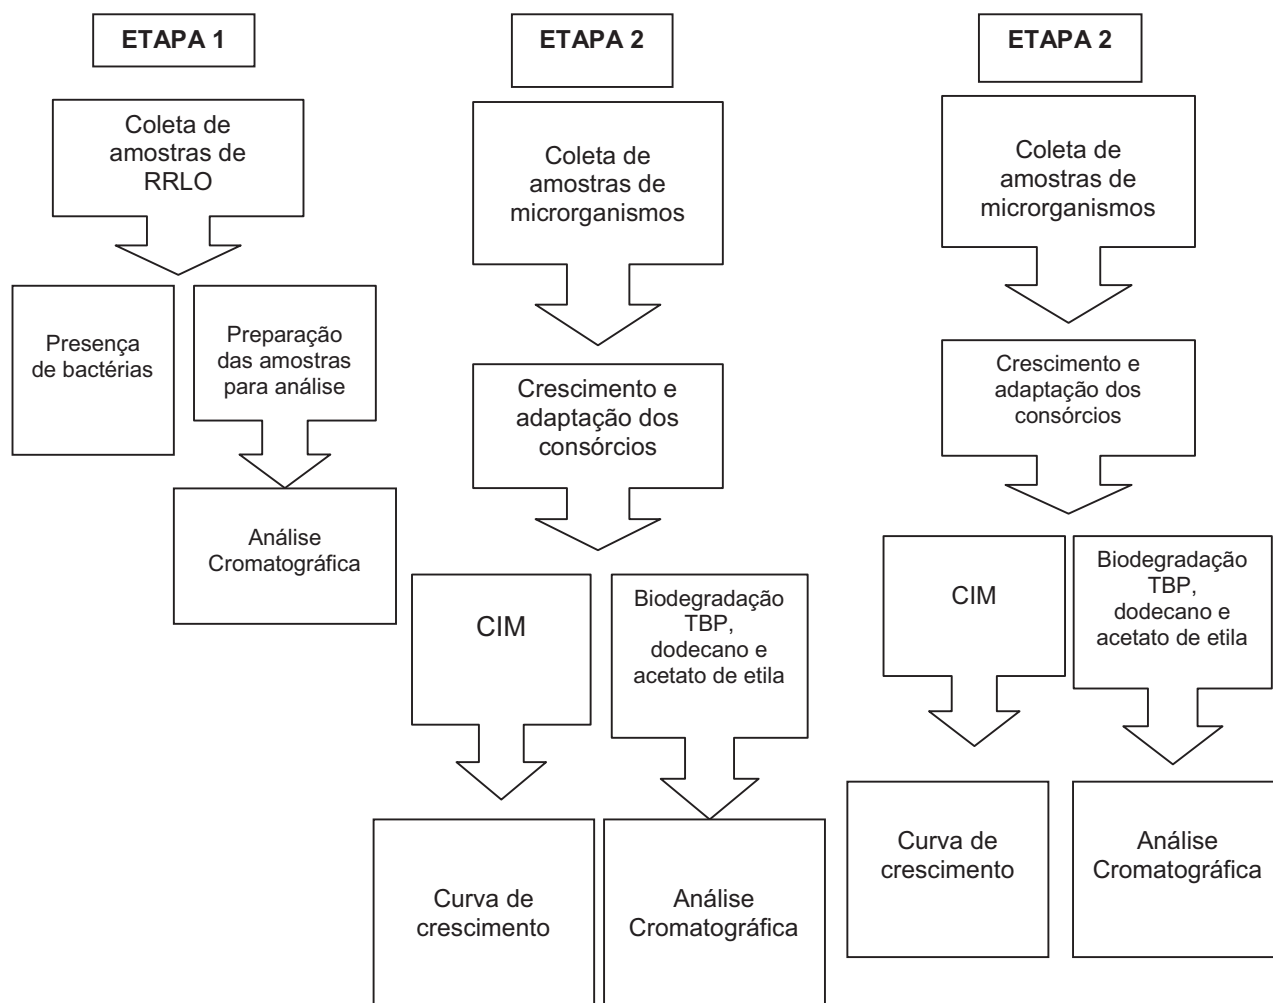 ETAPA 1
Coleta de
amostras de
RRLO
Presença
de bactérias
Preparação
das amostras
para análise
Análise
Cromatográfica
ETAPA 2
Coleta de
amostras de
microrganismos
Crescimento e
adaptação dos
consórcios
CIM
Biodegradação
TBP,
dodecano e
acetato de etila
Curva de
crescimento
Análise
Cromatográfica
ETAPA 2
Coleta de
amostras de
microrganismos
Crescimento e
adaptação dos
consórcios
CIM
Biodegradação
TBP,
dodecano e
acetato de etila
Curva de
crescimento
Análise
Cromatográfica